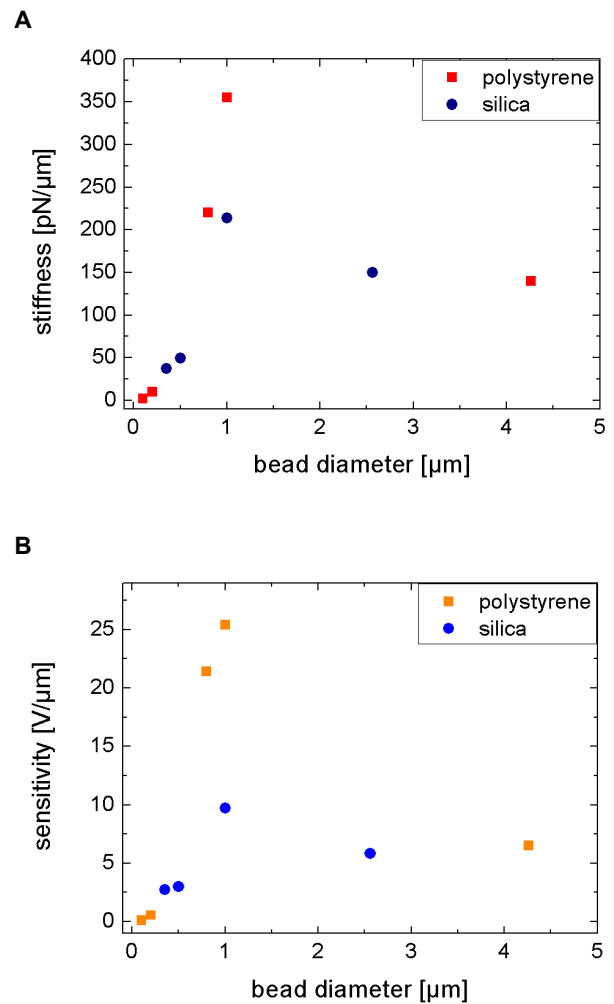 A
400
350
300
250
200
150
100
50
0
stiffness [pN/µm]
polystyrene
silica
0 1 2 3 4 5
bead diameter [µm]
B
25
20
15
10
5
0
sensitivity [V/µm]
polystyrene
silica
0 1 2 3 4 5
bead diameter [µm]